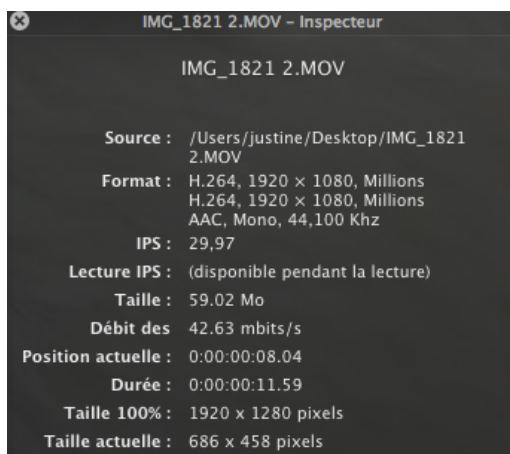 IMG_1821 2.MOV – Inspecteur
IMG_1821 2.MOV
Source : /Users/justine/Desktop/IMG_1821
2.MOV
Format : H.264, 1920 × 1080, Millions
H.264, 1920 × 1080, Millions
AAC, Mono, 44,100 Khz
IPS : 29,97
Lecture IPS : (disponible pendant la lecture)
Taille : 59.02 Mo
Débit des 42.63 mbits/s
Position actuelle : 0:00:00:08.04
Durée : 0:00:00:11.59
Taille 100% : 1920 x 1280 pixels
Taille actuelle : 686 x 458 pixels